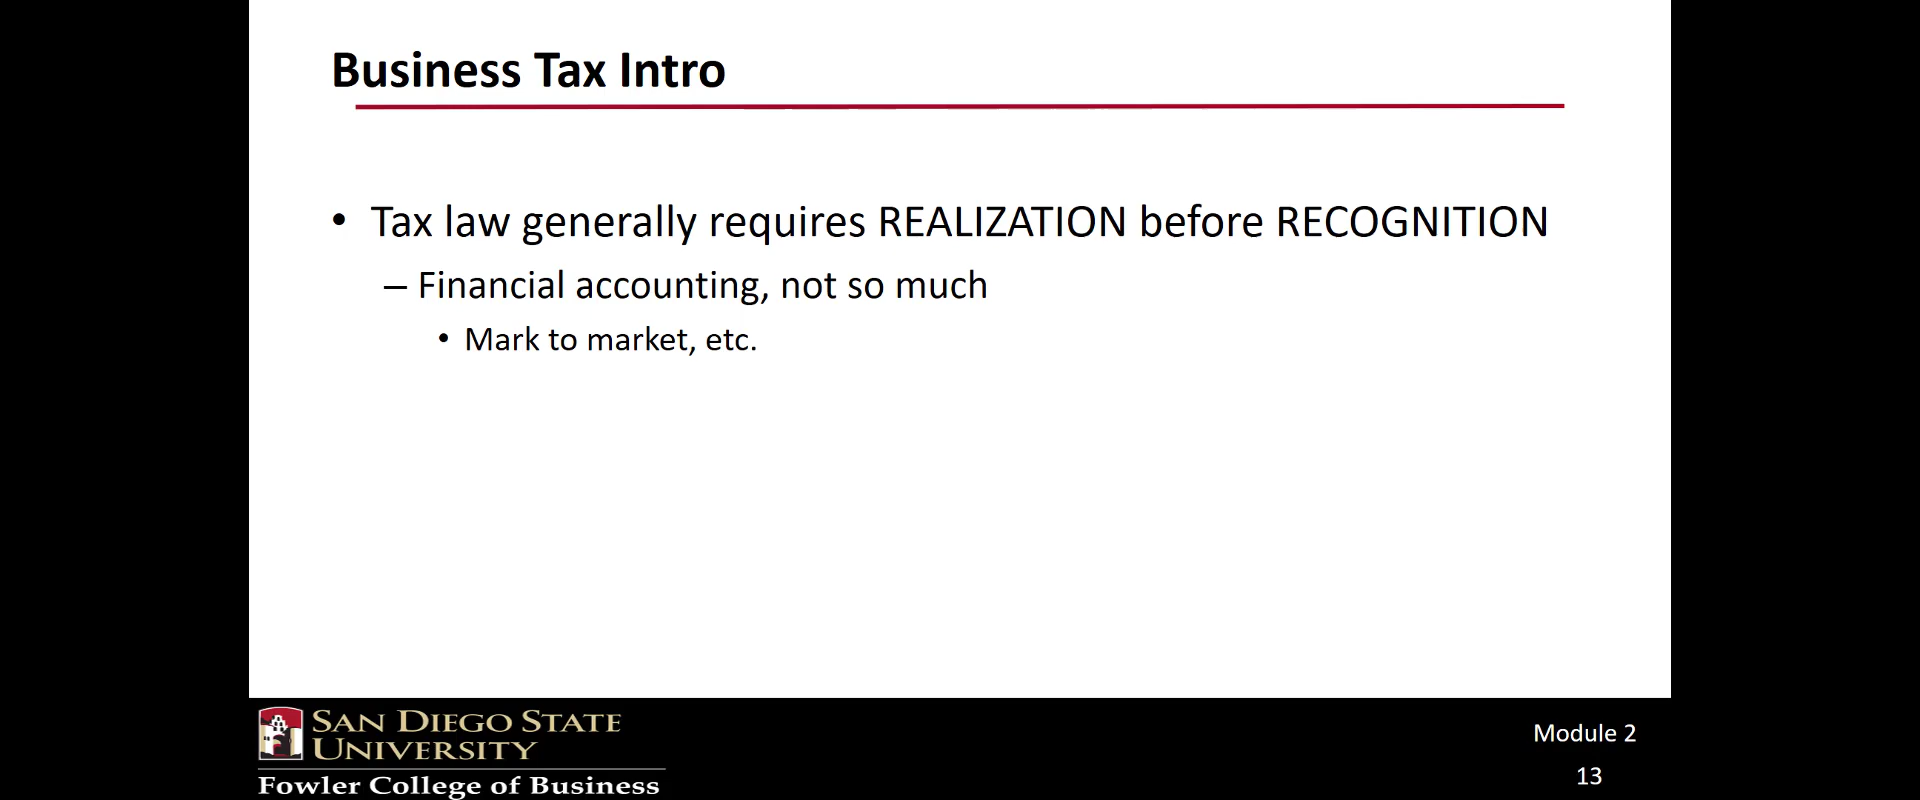 Business Tax Intro
• Tax law generally requires REALIZATION before RECOGNITION
– Financial accounting, not so much
• Mark to market, etc.
SAN DIEGO STATE
UNIVERSITY
Fowler College of Business
Module 2
13